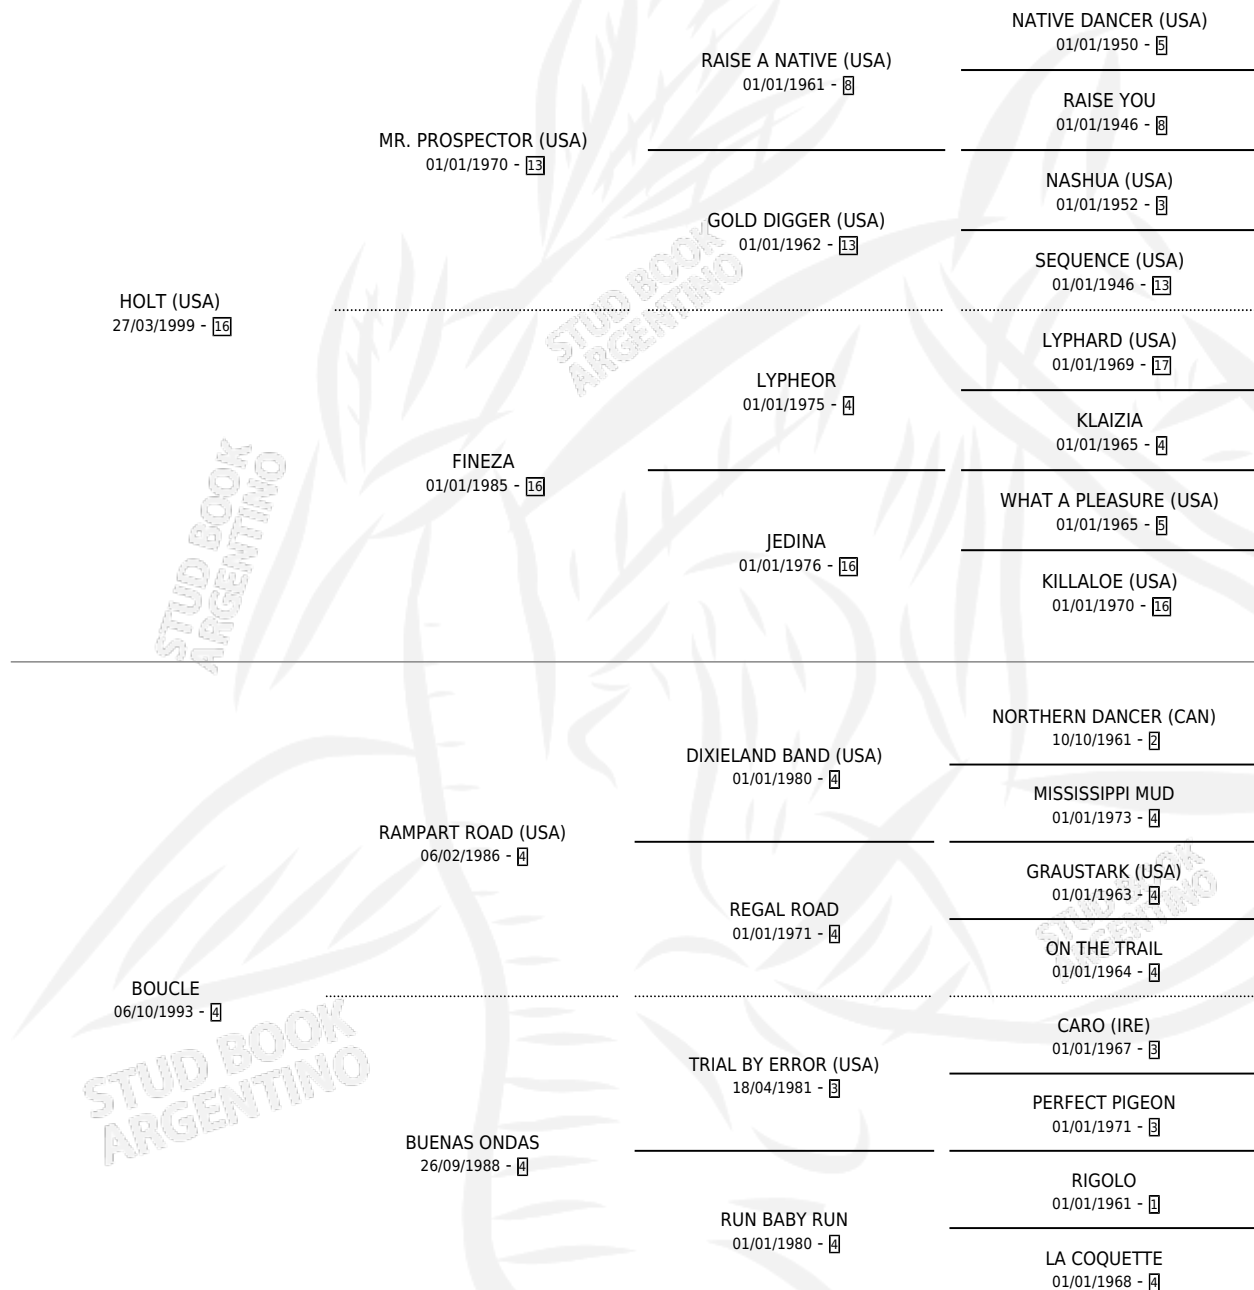 NATIVE DANCER (USA)
01/01/1950 - 5
RAISE A NATIVE (USA)
01/01/1961 - 8
RAISE YOU
01/01/1946 - 8
MR. PROSPECTOR (USA)
01/01/1970 - 13
NASHUA (USA)
01/01/1952 - 3
GOLD DIGGER (USA)
01/01/1962 - 13
SEQUENCE (USA)
01/01/1946 - 13
HOLT (USA)
27/03/1999 - 16
STUD BOOK
ARGENTINO
LYPHARD (USA)
01/01/1969 - 17
LYPHEOR
01/01/1975 - 4
KLAIZIA
01/01/1965 - 4
FINEZA
01/01/1985 - 16
WHAT A PLEASURE (USA)
01/01/1965 - 5
JEDINA
01/01/1976 - 16
KILLALOE (USA)
01/01/1970 - 16
STUD BOOK
ARGENTINO
NORTHERN DANCER (CAN)
10/10/1961 - 2
DIXIELAND BAND (USA)
01/01/1980 - 4
MISSISSIPPI MUD
01/01/1973 - 4
RAMPART ROAD (USA)
06/02/1986 - 4
GRAUSTARK (USA)
01/01/1963 - 4
REGAL ROAD
01/01/1971 - 4
ON THE TRAIL
01/01/1964 - 4
STUD BOOK
ARGENTINO
BOUCLE
06/10/1993 - 4
CARO (IRE)
01/01/1967 - 3
TRIAL BY ERROR (USA)
18/04/1981 - 3
PERFECT PIGEON
01/01/1971 - 3
STUD BOOK
ARGENTINO
BUENAS ONDAS
26/09/1988 - 4
RIGOLO
01/01/1961 - 1
RUN BABY RUN
01/01/1980 - 4
LA COQUETTE
01/01/1968 - 4